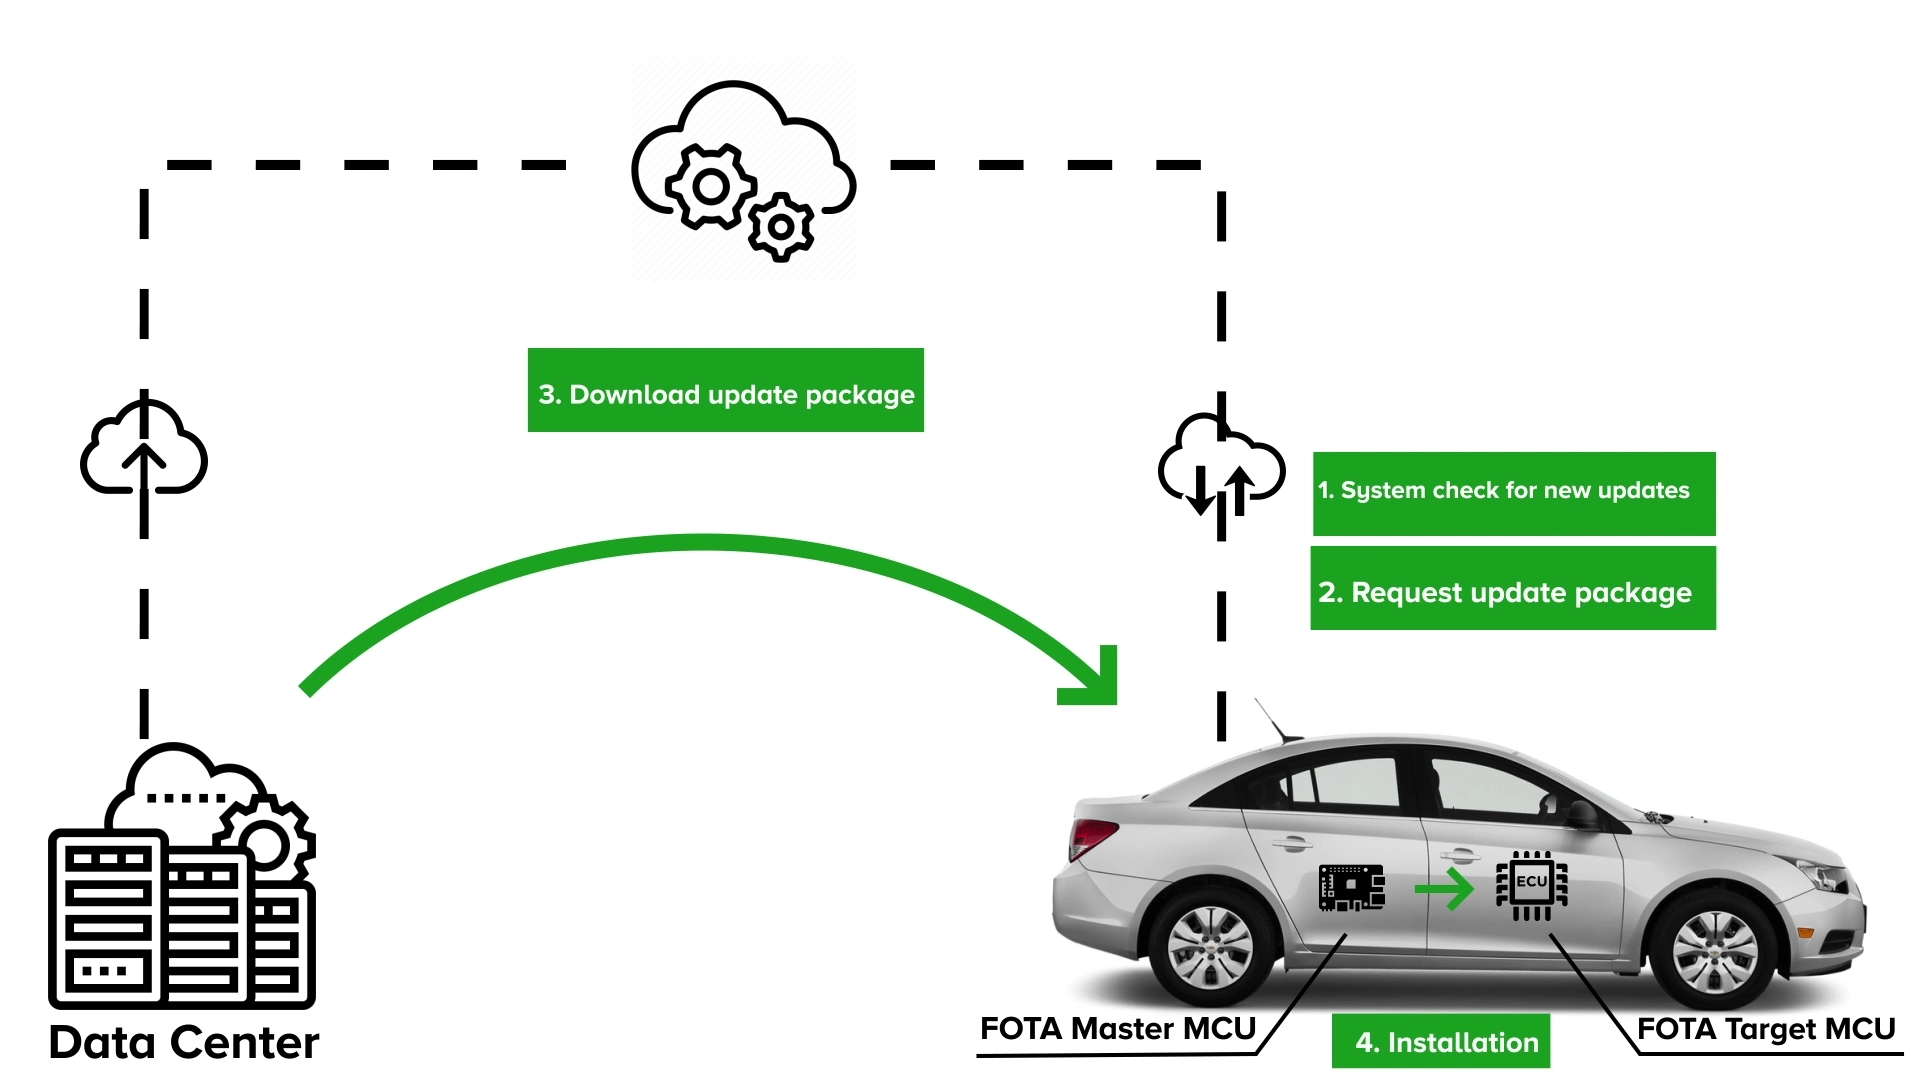 3. Download update package
1. System check for new updates
2. Request update package
ECU
Data Center
FOTA Master MCU
4. Installation
FOTA Target MCU